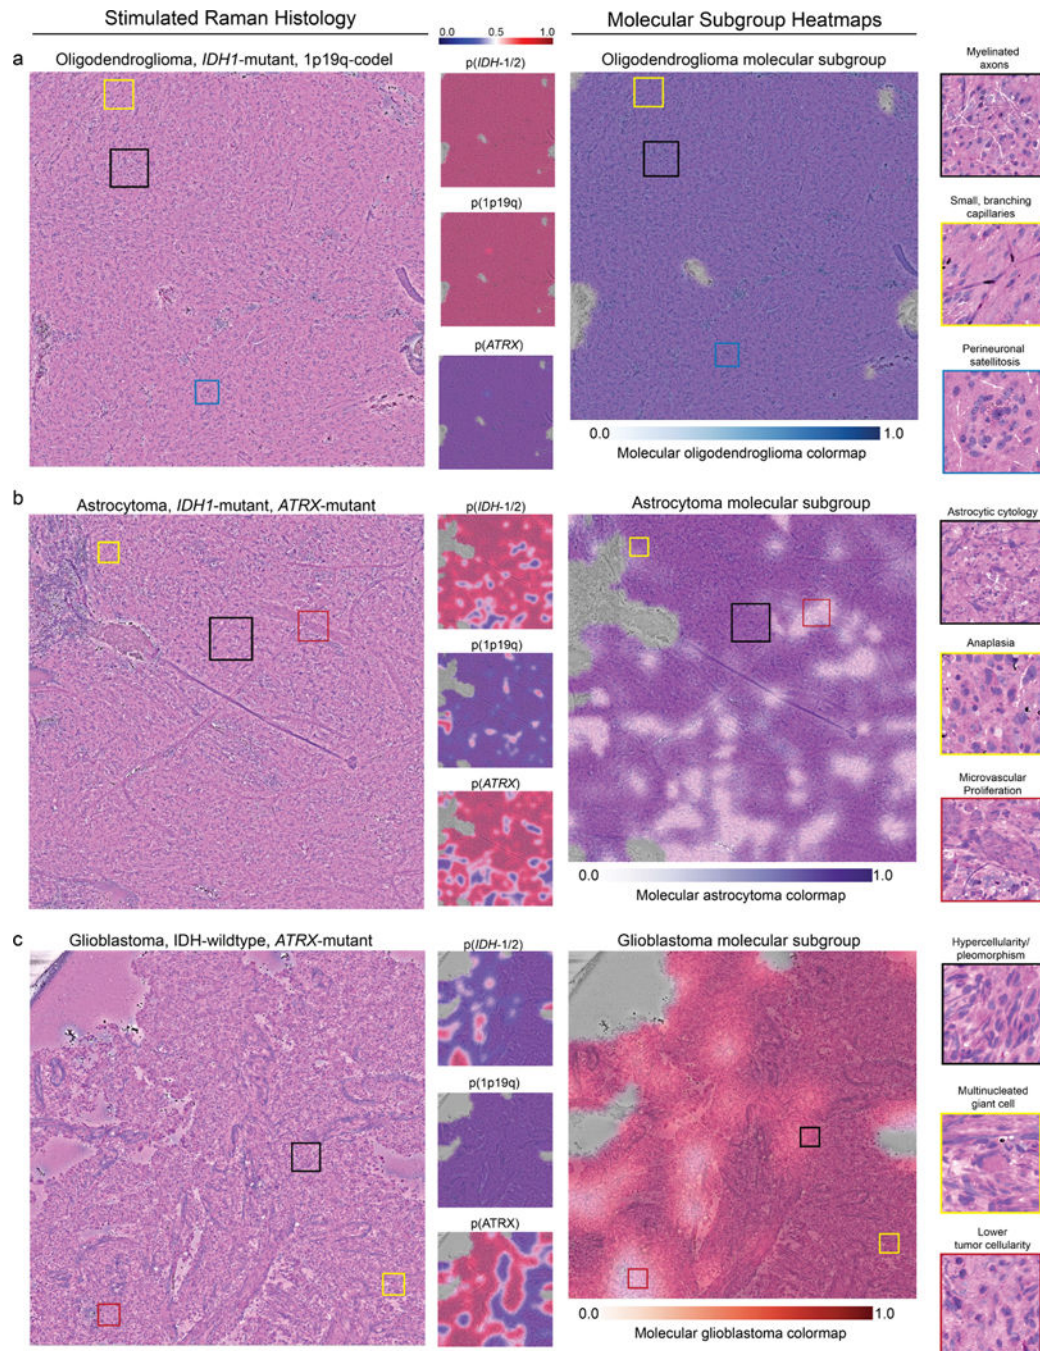 Stimulated Raman Histology
Molecular Subgroup Heatmaps
0.0 0.5 1.0
a
Oligodendroglioma, IDH1-mutant, 1p19q-codel
p(IDH-1/2)
p(1p19q)
p(ATRX)
Oligodendroglioma molecular subgroup
0.0 1.0
Molecular oligodendroglioma colormap
Myelinated
axons
Small, branching
capillaries
Perineuronal
satellitosis
b
Astrocytoma, IDH1-mutant, ATRX-mutant
p(IDH-1/2)
p(1p19q)
p(ATRX)
Astrocytoma molecular subgroup
0.0 1.0
Molecular astrocytoma colormap
Astrocytic cytology
Anaplasia
Microvascular
Proliferation
c
Glioblastoma, IDH-wildtype, ATRX-mutant
p(IDH-1/2)
p(1p19q)
p(ATRX)
Glioblastoma molecular subgroup
0.0 1.0
Molecular glioblastoma colormap
Hypercellularity/
pleomorphism
Multinucleated
giant cell
Lower
tumor cellularity